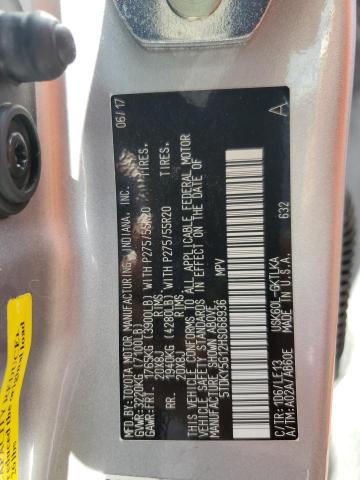 06/17
MFD.BY:TOYOTA MOTOR MANUFACTURING, INDIANA, INC.
GVWR:3220KG (7100LB)
GAWR:FRT. 1765KG (3900LB) WITH P275/55R20 TIRES,
20X8J RIMS
RR. 1940KG (4280LB) WITH P275/55R20 TIRES,
20X8J RIMS
THIS VEHICLE CONFORMS TO ALL APPLICABLE FEDERAL MOTOR
VEHICLE SAFETY STANDARDS IN EFFECT ON THE DATE OF
MANUFACTURE SHOWN ABOVE.
MPV
C/TR:1D6/LF13
A/TM:A02A/AB60E
USK60L-GKTLKA
MADE IN U.S.A.
632
A